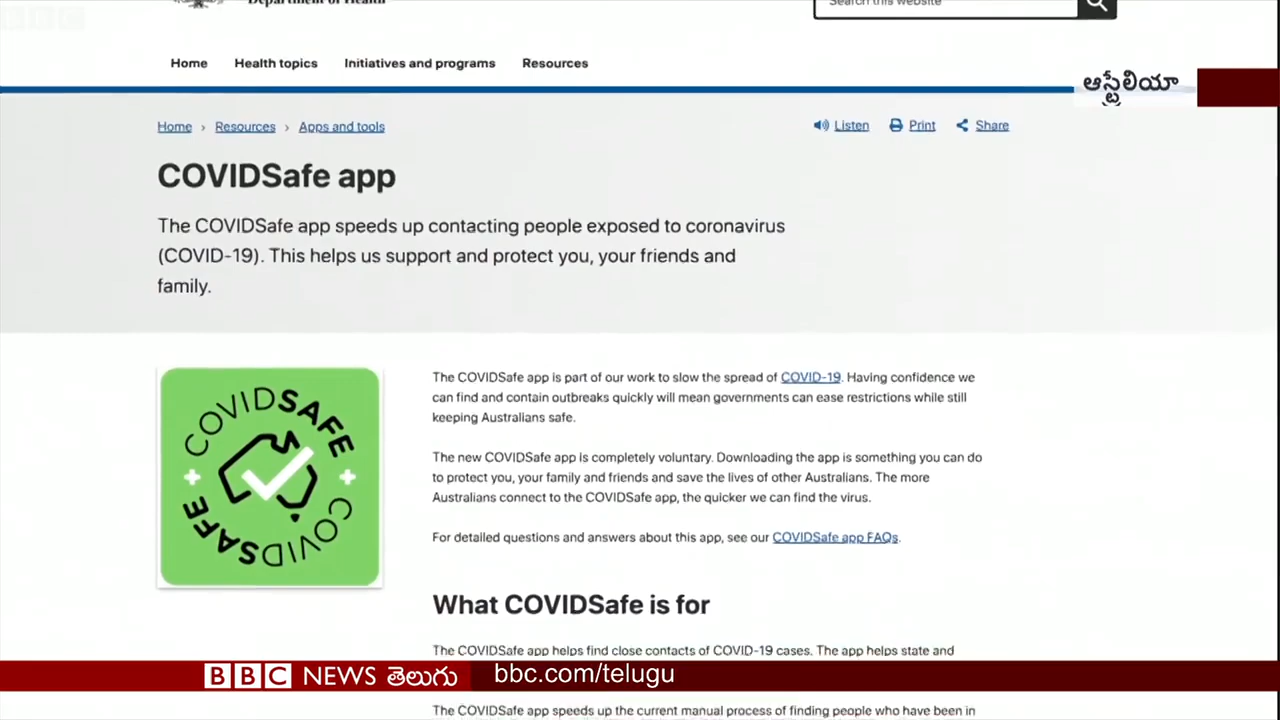 BBC
Department of Health
Search this website
Home Health topics Initiatives and programs Resources
ఆస్ట్రేలియా
Home › Resources › Apps and tools
Listen Print Share
COVIDSafe app
The COVIDSafe app speeds up contacting people exposed to coronavirus
(COVID-19). This helps us support and protect you, your friends and
family.
COVIDSAFE
COVIDSAFE
The COVIDSafe app is part of our work to slow the spread of COVID-19. Having confidence we
can find and contain outbreaks quickly will mean governments can ease restrictions while still
keeping Australians safe.
The new COVIDSafe app is completely voluntary. Downloading the app is something you can do
to protect you, your family and friends and save the lives of other Australians. The more
Australians connect to the COVIDSafe app, the quicker we can find the virus.
For detailed questions and answers about this app, see our COVIDSafe app FAQs.
What COVIDSafe is for
The COVIDSafe app helps find close contacts of COVID-19 cases. The app helps state and
BBC NEWS తెలుగు bbc.com/telugu
The COVIDSafe app speeds up the current manual process of finding people who have been in